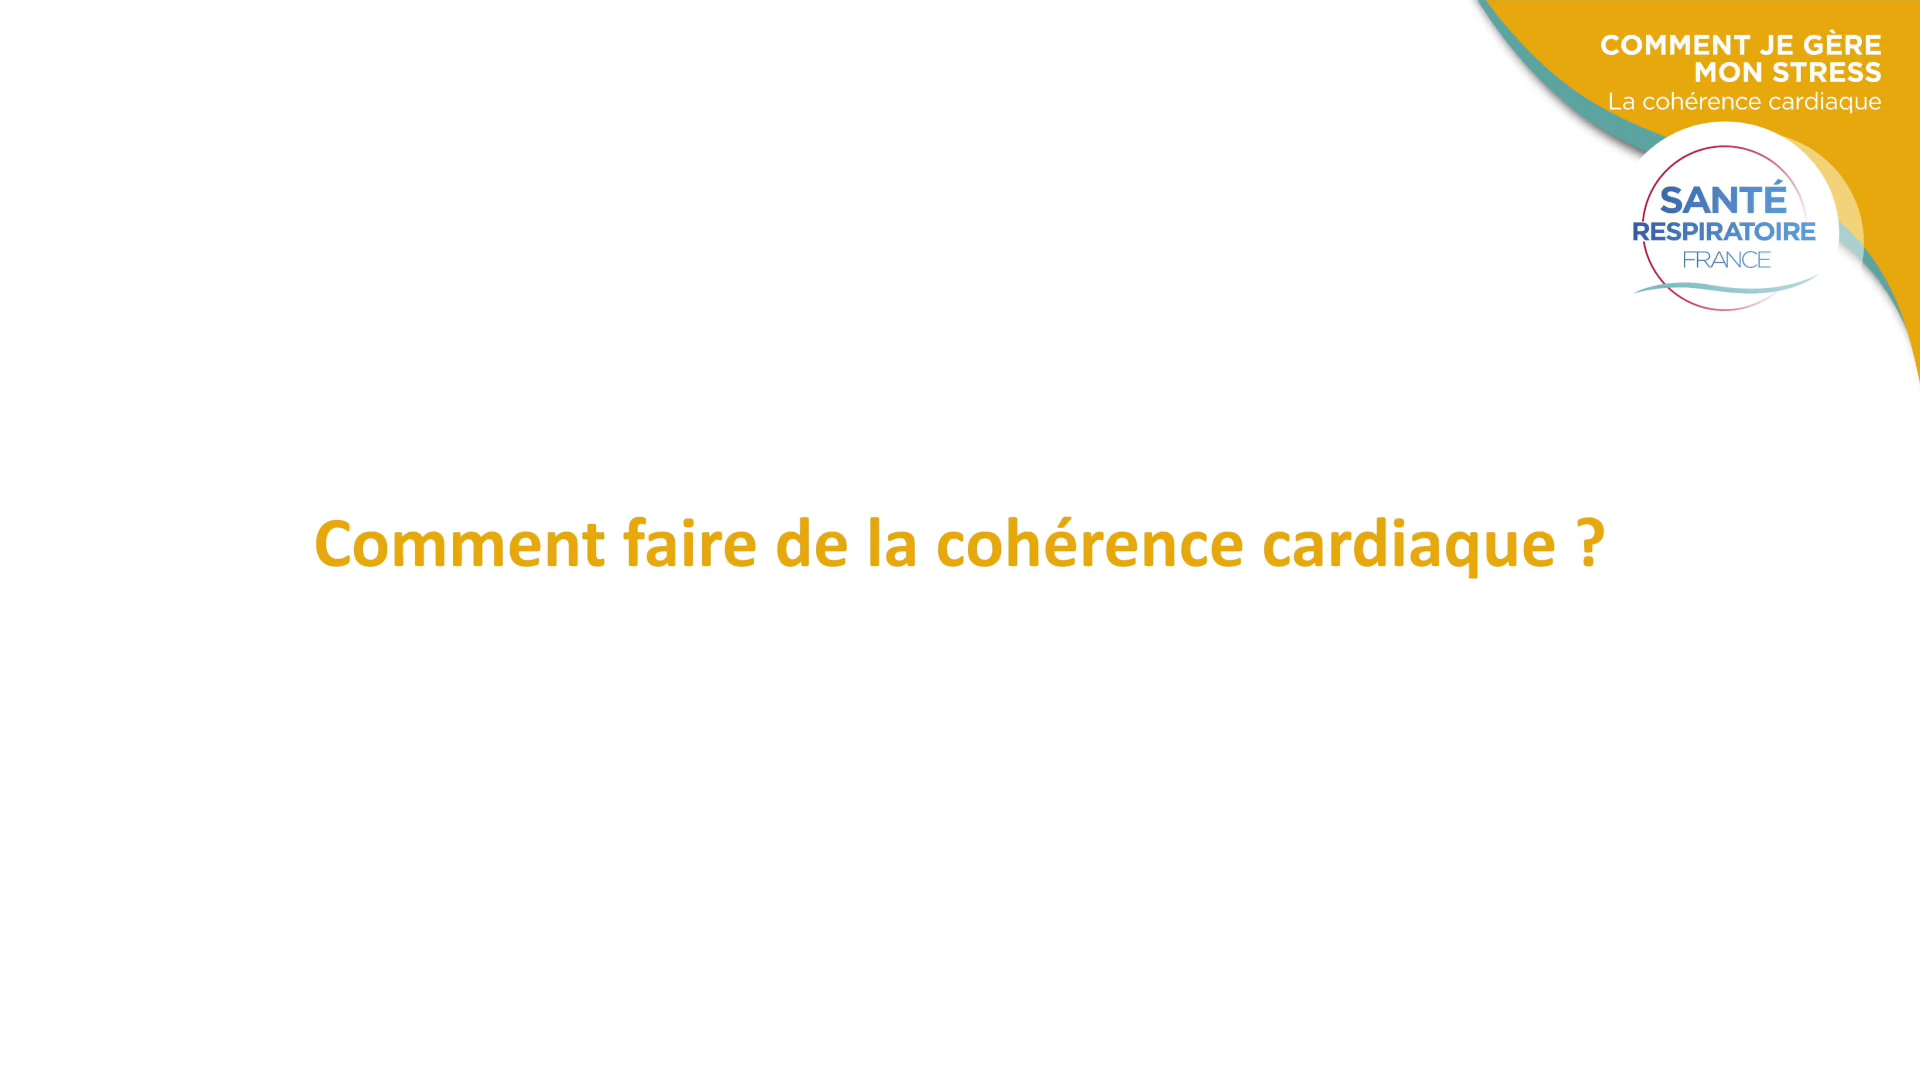 COMMENT JE GÈRE
MON STRESS
La cohérence cardiaque
SANTÉ
RESPIRATOIRE
FRANCE
Comment faire de la cohérence cardiaque ?